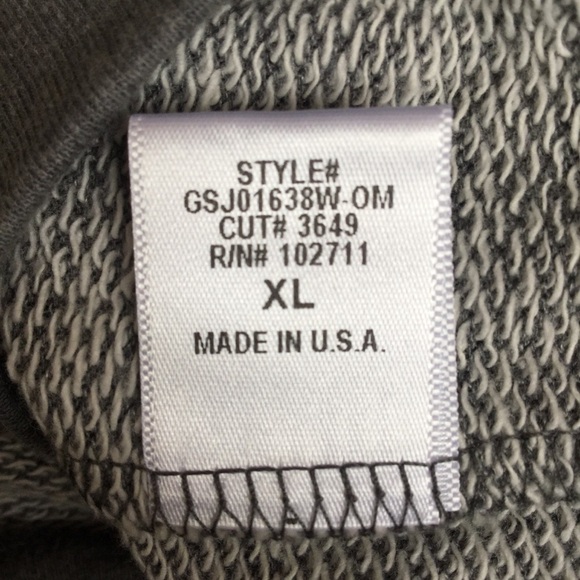 STYLE#
GSJ01638W-OM
CUT# 3649
R/N# 102711
XL
MADE IN U.S.A.